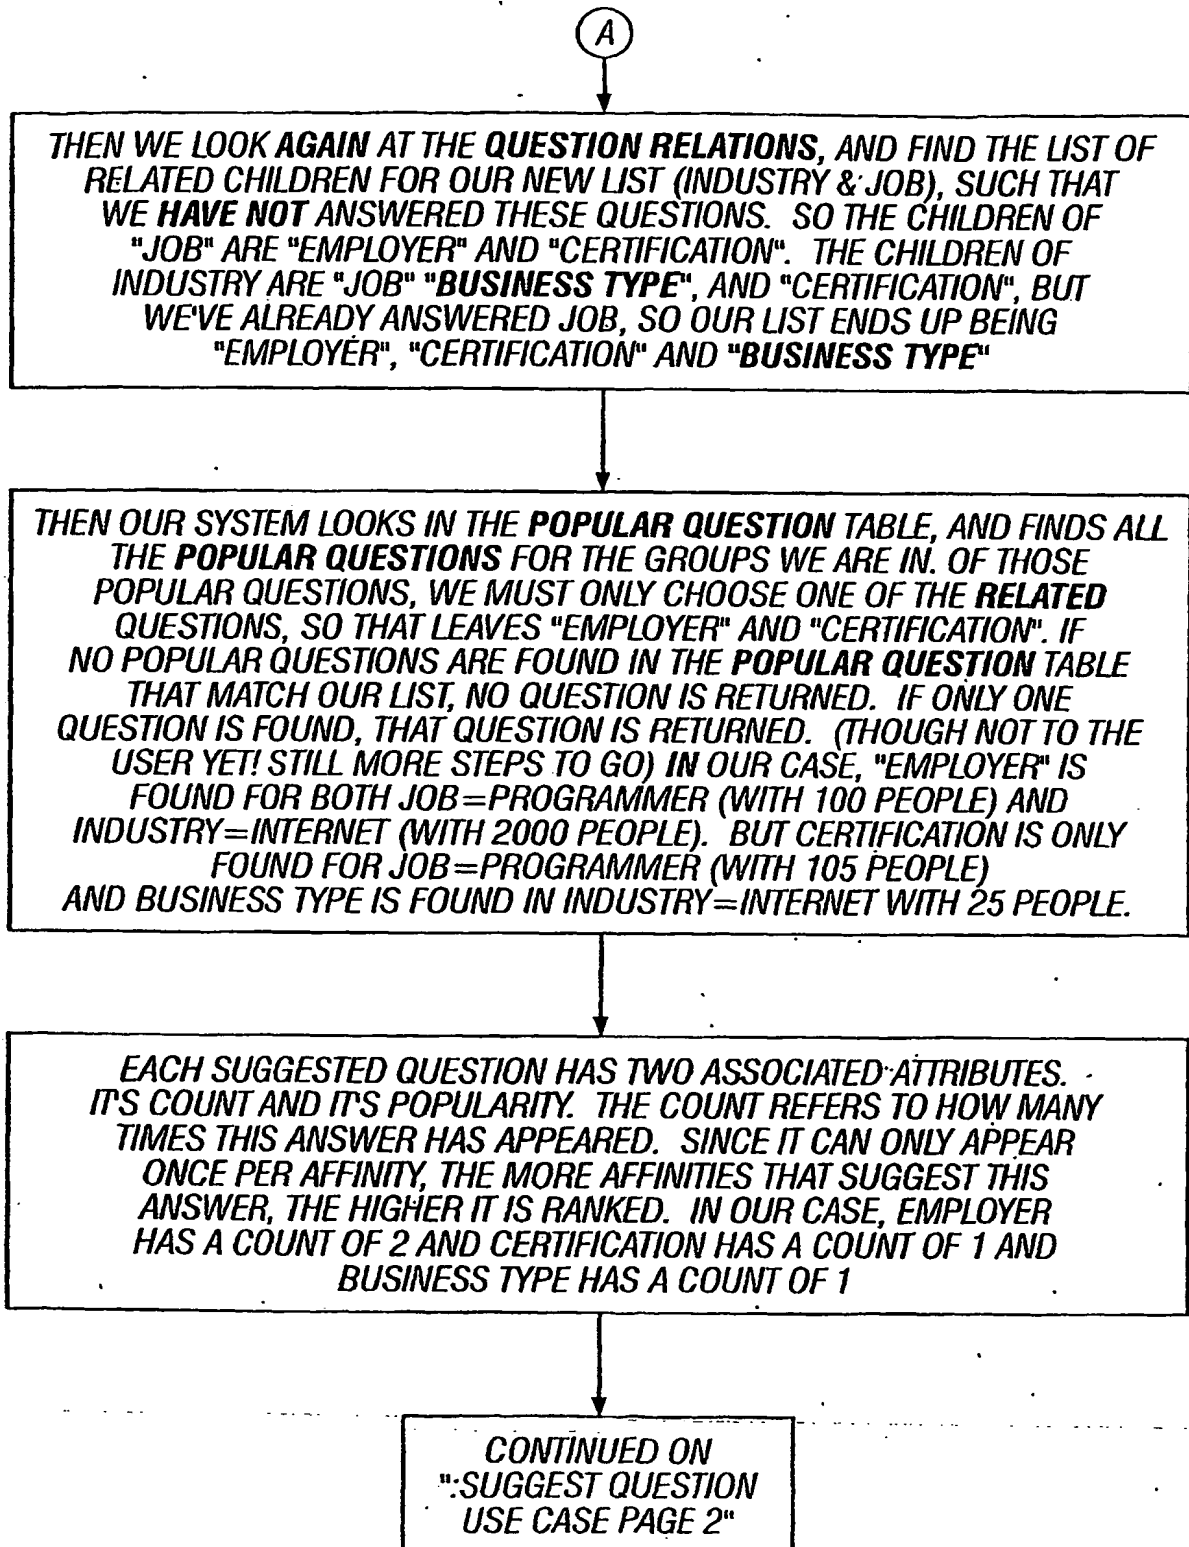 A
THEN WE LOOK AGAIN AT THE QUESTION RELATIONS, AND FIND THE LIST OF
RELATED CHILDREN FOR OUR NEW LIST (INDUSTRY & JOB), SUCH THAT
WE HAVE NOT ANSWERED THESE QUESTIONS. SO THE CHILDREN OF
"JOB" ARE "EMPLOYER" AND "CERTIFICATION". THE CHILDREN OF
INDUSTRY ARE "JOB" "BUSINESS TYPE", AND "CERTIFICATION", BUT
WE'VE ALREADY ANSWERED JOB, SO OUR LIST ENDS UP BEING
"EMPLOYER", "CERTIFICATION" AND "BUSINESS TYPE"
THEN OUR SYSTEM LOOKS IN THE POPULAR QUESTION TABLE, AND FINDS ALL
THE POPULAR QUESTIONS FOR THE GROUPS WE ARE IN. OF THOSE
POPULAR QUESTIONS, WE MUST ONLY CHOOSE ONE OF THE RELATED
QUESTIONS, SO THAT LEAVES "EMPLOYER" AND "CERTIFICATION". IF
NO POPULAR QUESTIONS ARE FOUND IN THE POPULAR QUESTION TABLE
THAT MATCH OUR LIST, NO QUESTION IS RETURNED. IF ONLY ONE
QUESTION IS FOUND, THAT QUESTION IS RETURNED. (THOUGH NOT TO THE
USER YET! STILL MORE STEPS TO GO) IN OUR CASE, "EMPLOYER" IS
FOUND FOR BOTH JOB=PROGRAMMER (WITH 100 PEOPLE) AND
INDUSTRY=INTERNET (WITH 2000 PEOPLE). BUT CERTIFICATION IS ONLY
FOUND FOR JOB=PROGRAMMER (WITH 105 PEOPLE)
AND BUSINESS TYPE IS FOUND IN INDUSTRY=INTERNET WITH 25 PEOPLE.
EACH SUGGESTED QUESTION HAS TWO ASSOCIATED ATTRIBUTES.
IT'S COUNT AND IT'S POPULARITY. THE COUNT REFERS TO HOW MANY
TIMES THIS ANSWER HAS APPEARED. SINCE IT CAN ONLY APPEAR
ONCE PER AFFINITY, THE MORE AFFINITIES THAT SUGGEST THIS
ANSWER, THE HIGHER IT IS RANKED. IN OUR CASE, EMPLOYER
HAS A COUNT OF 2 AND CERTIFICATION HAS A COUNT OF 1 AND
BUSINESS TYPE HAS A COUNT OF 1
CONTINUED ON
":SUGGEST QUESTION
USE CASE PAGE 2"